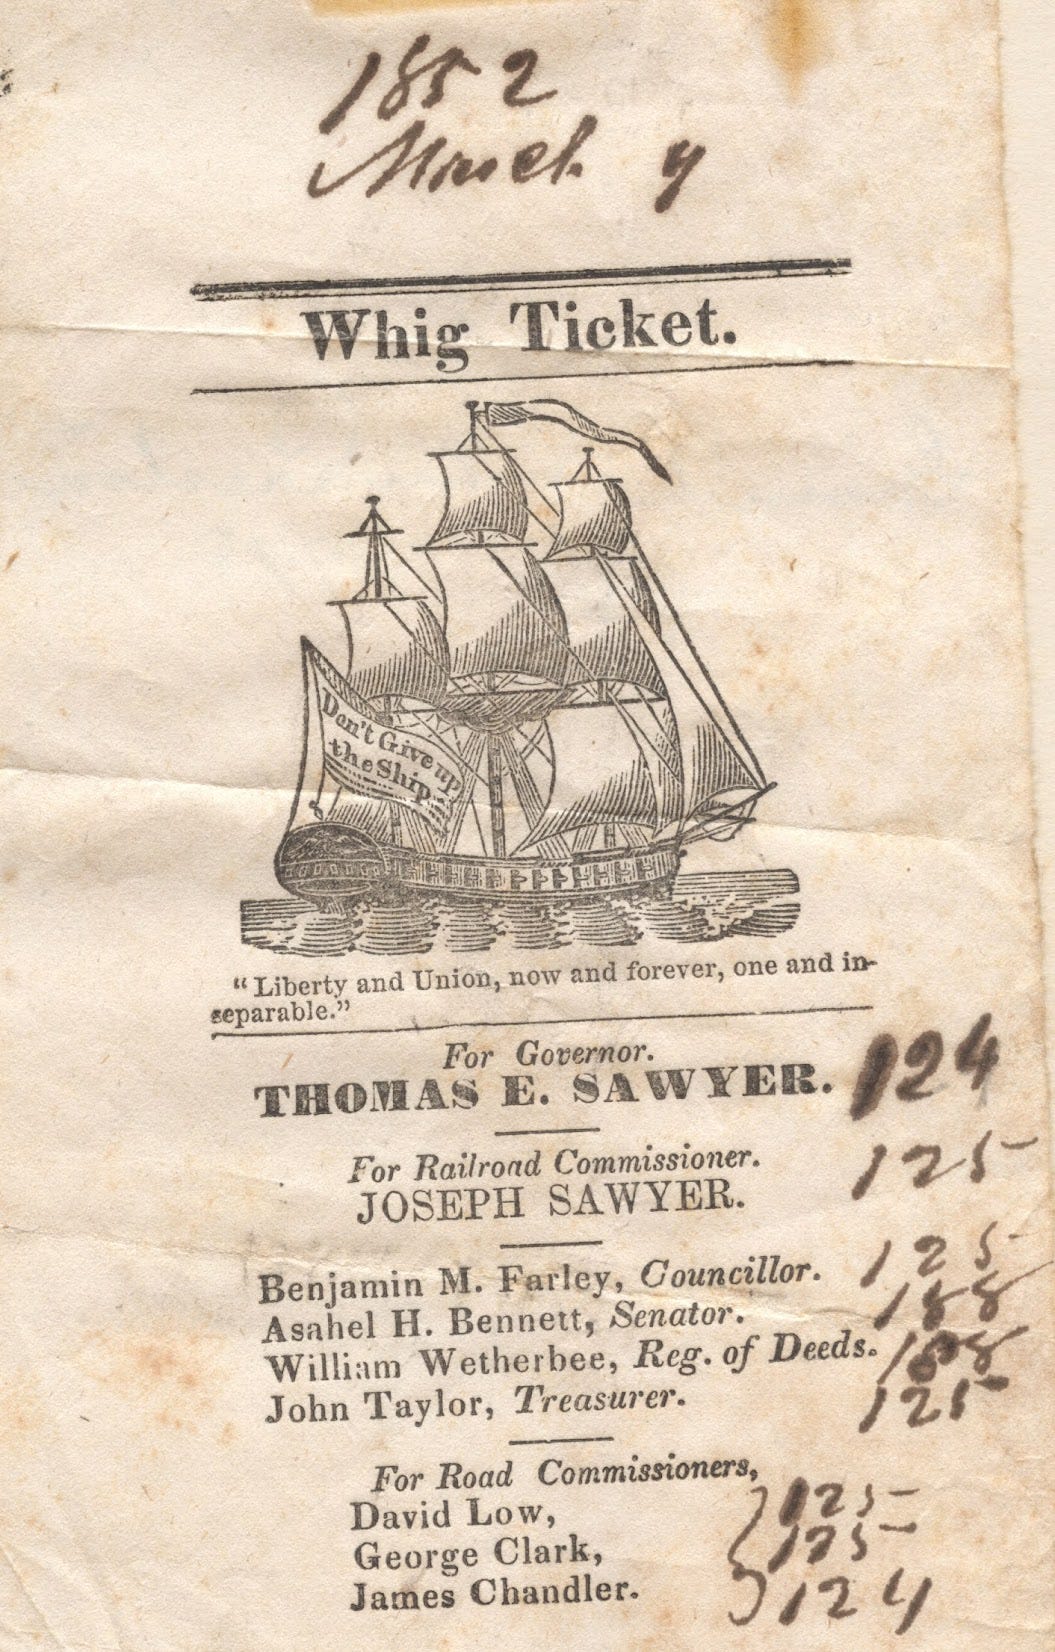 1852
March 9
Whig Ticket.
Don't Give up
the Ship.
"Liberty and Union, now and forever, one and in-
separable."
For Governor.
THOMAS E. SAWYER. 124
For Railroad Commissioner.
JOSEPH SAWYER. 125
Benjamin M. Farley, Councillor. 125
Asahel H. Bennett, Senator. 188
William Wetherbee, Reg. of Deeds. 188
John Taylor, Treasurer. 125
For Road Commissioners,
David Low, 125
George Clark, 125
James Chandler. 124